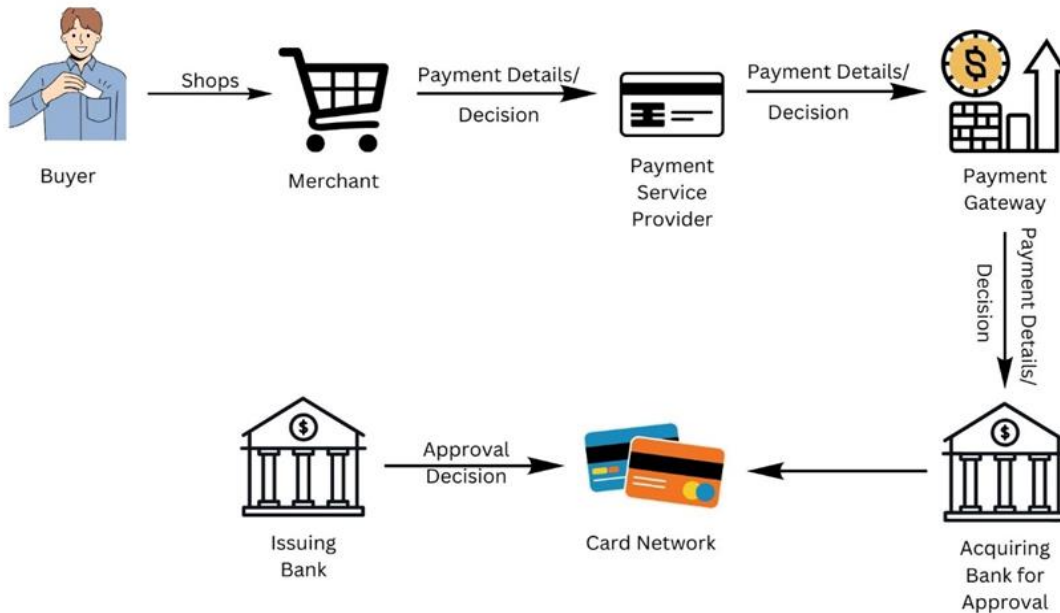 Shops
Payment Details/
Decision
Payment Details/
Decision
Buyer
Merchant
Payment
Service
Provider
Payment
Gateway
Payment Details/
Decision
Approval
Decision
Issuing
Bank
Card Network
Acquiring
Bank for
Approval
$
$
$